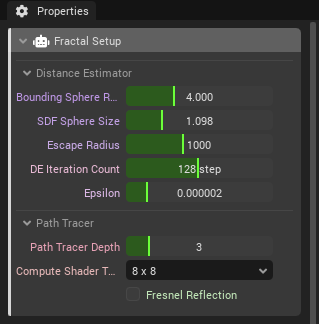 Properties
Fractal Setup
Distance Estimator
Bounding Sphere R... 4.000
SDF Sphere Size 1.098
Escape Radius 1000
DE Iteration Count 128 step
Epsilon 0.000002
Path Tracer
Path Tracer Depth 3
Compute Shader T... 8 x 8
Fresnel Reflection